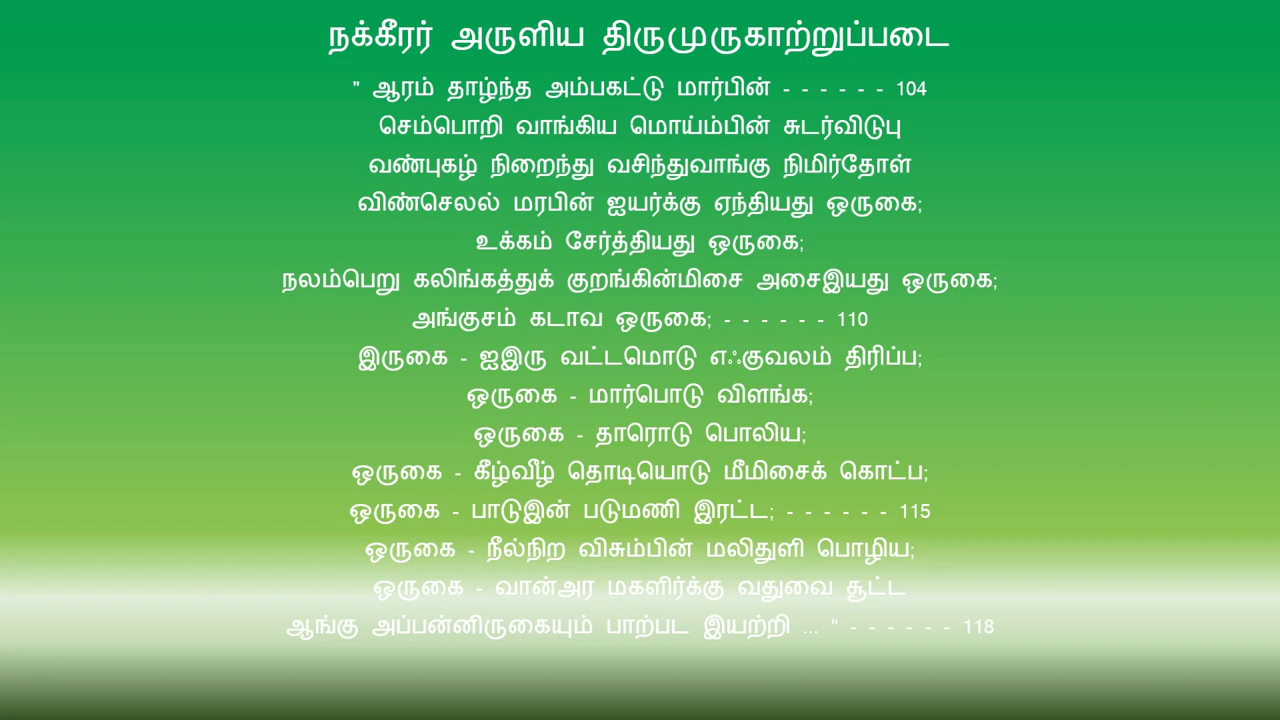 நக்கீரர் அருளிய திருமுருகாற்றுப்படை
" ஆரம் தாழ்ந்த அம்பகட்டு மார்பின் - - - - - - 104
செம்பொறி வாங்கிய மொய்ம்பின் சுடர்விடுபு
வண்புகழ் நிறைந்து வசிந்துவாங்கு நிமிர்தோள்
விண்செலல் மரபின் ஐயர்க்கு ஏந்தியது ஒருகை;
உக்கம் சேர்த்தியது ஒருகை;
நலம்பெறு கலிங்கத்துக் குறங்கின்மிசை அசைஇயது ஒருகை;
அங்குசம் கடாவ ஒருகை; - - - - - - 110
இருகை - ஐஇரு வட்டமொடு எஃகுவலம் திரிப்ப;
ஒருகை - மார்பொடு விளங்க;
ஒருகை - தாரொடு பொலிய;
ஒருகை - கீழ்வீழ் தொடியொடு மீமிசைக் கொட்ப;
ஒருகை - பாடுஇன் படுமணி இரட்ட; - - - - - - 115
ஒருகை - நீல்நிற விசும்பின் மலிதுளி பொழிய;
ஒருகை - வான்அர மகளிர்க்கு வதுவை சூட்ட
ஆங்கு அப்பன்னிருகையும் பாற்பட இயற்றி ... " - - - - - - 118